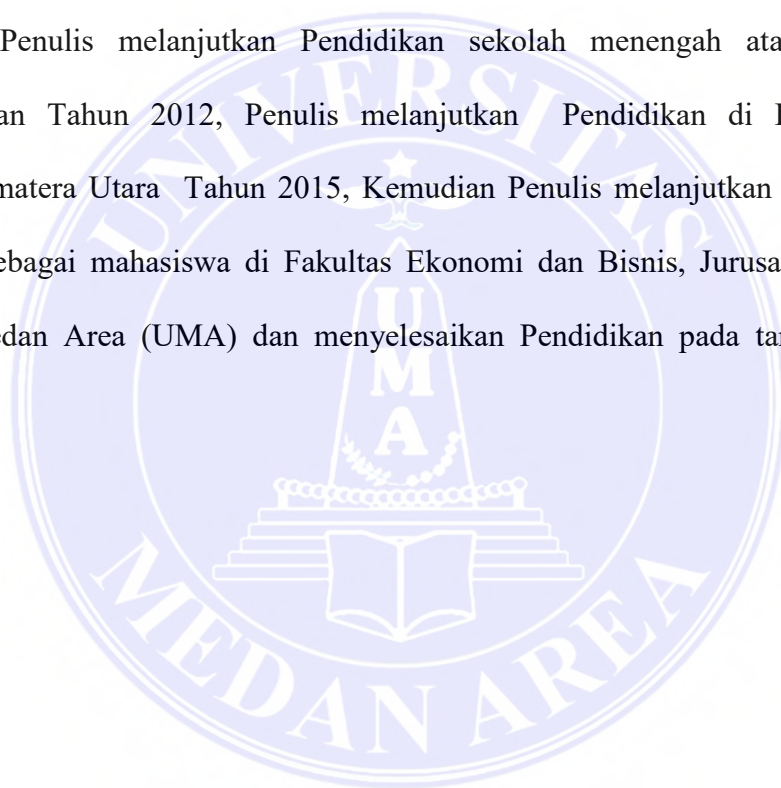 Penulis melanjutkan Pendidikan sekolah menengah ata
an Tahun 2012, Penulis melanjutkan Pendidikan di
matera Utara Tahun 2015, Kemudian Penulis melanjutkan
ebagai mahasiswa di Fakultas Ekonomi dan Bisnis, Jurusa
edan Area (UMA) dan menyelesaikan Pendidikan pada ta
UNIVERSITAS
UMA
MEDAN AREA